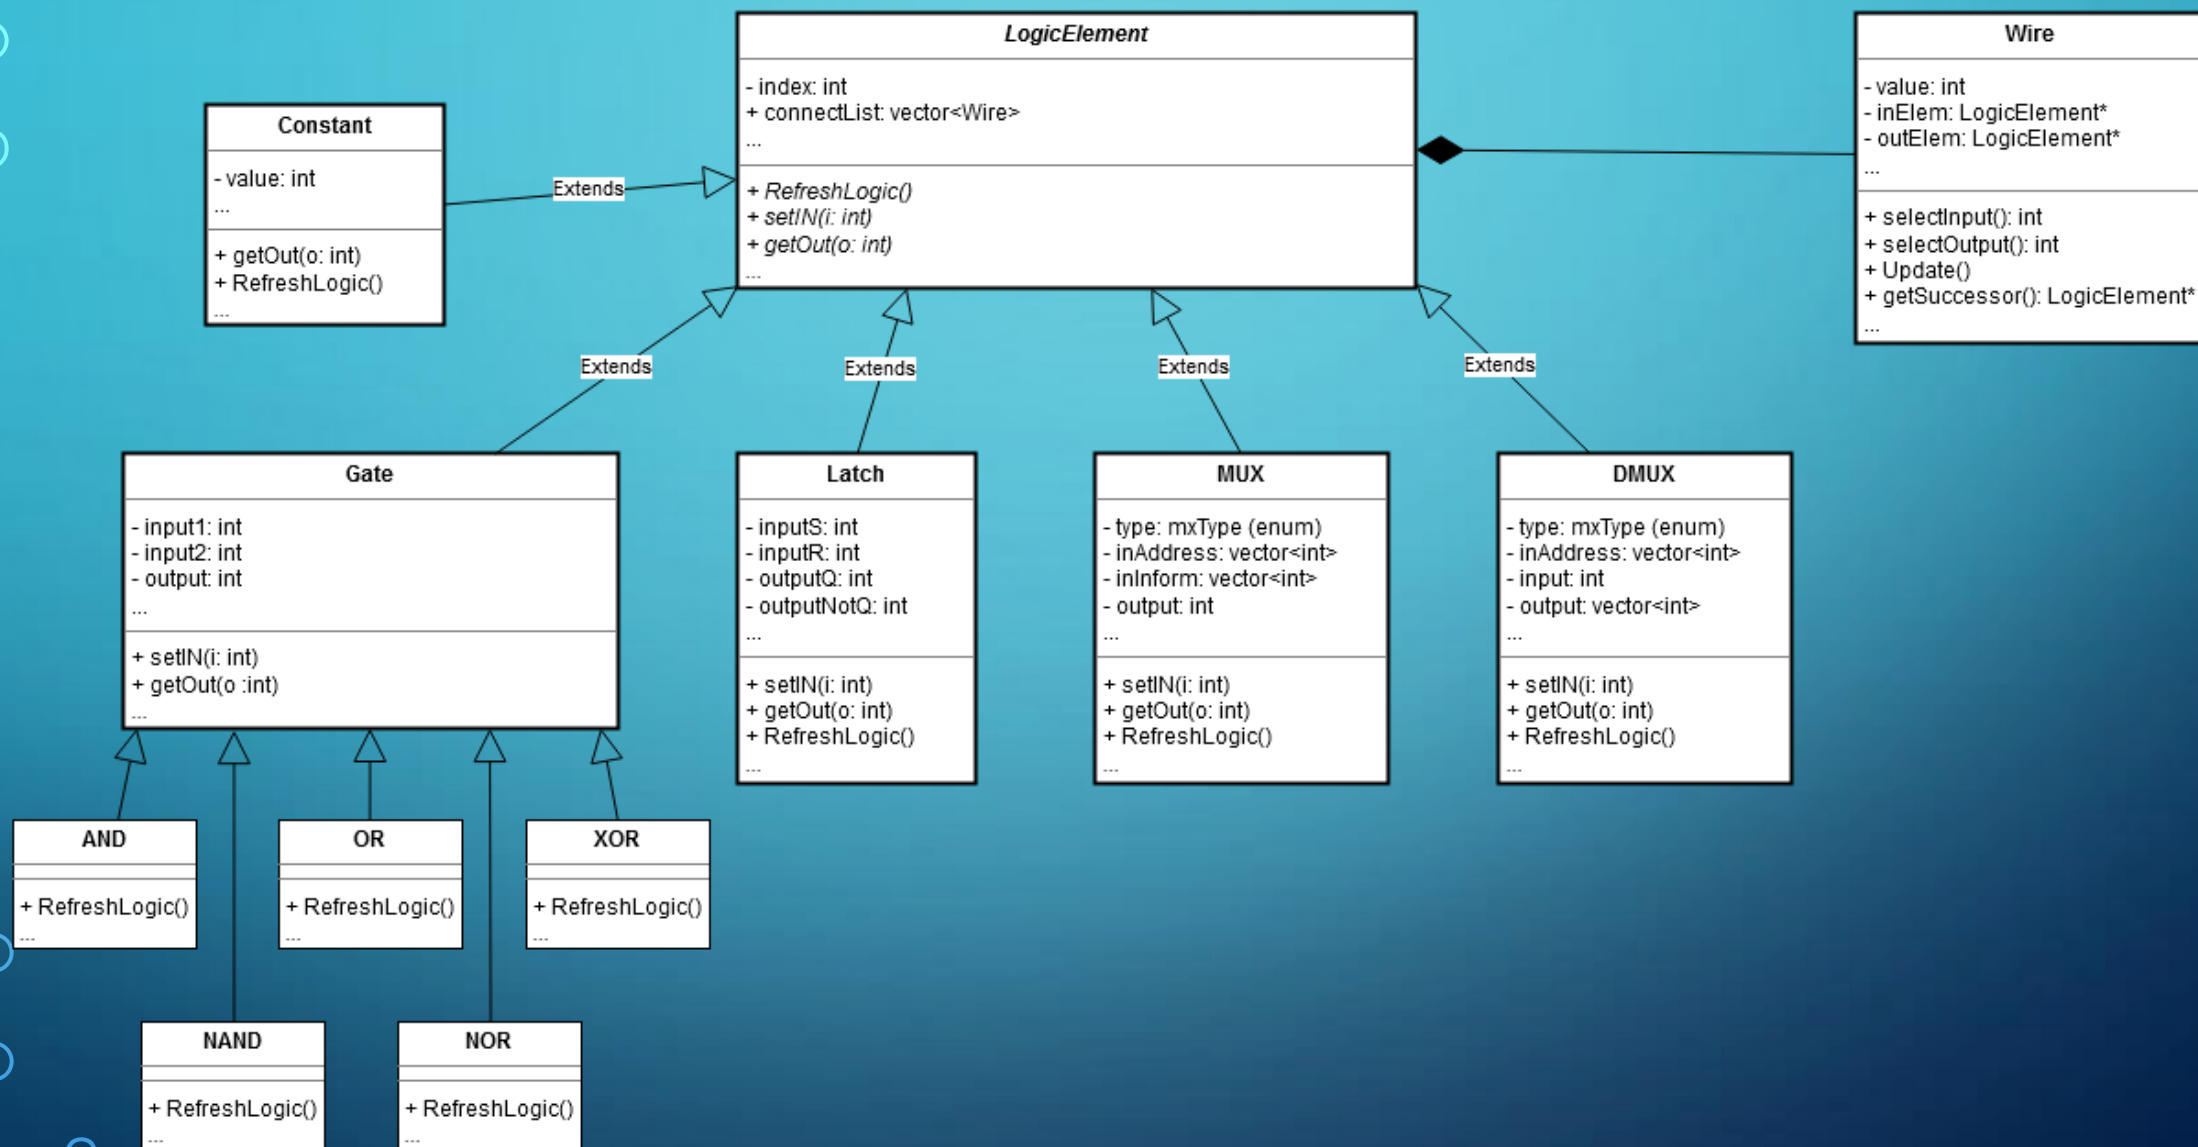 LogicElement
- index: int
+ connectList: vector<Wire>
...
+ RefreshLogic()
+ setIN(i: int)
+ getOut(o: int)
...
Wire
- value: int
- inElem: LogicElement*
- outElem: LogicElement*
...
+ selectInput(): int
+ selectOutput(): int
+ Update()
+ getSuccessor(): LogicElement*
...
Constant
- value: int
...
+ getOut(o: int)
+ RefreshLogic()
...
Extends
Extends
Extends
Extends
Extends
Gate
- input1: int
- input2: int
- output: int
...
+ setIN(i: int)
+ getOut(o :int)
...
Latch
- inputS: int
- inputR: int
- outputQ: int
- outputNotQ: int
...
+ setIN(i: int)
+ getOut(o: int)
+ RefreshLogic()
...
MUX
- type: mxType (enum)
- inAddress: vector<int>
- inInform: vector<int>
- output: int
...
+ setIN(i: int)
+ getOut(o: int)
+ RefreshLogic()
...
DMUX
- type: mxType (enum)
- inAddress: vector<int>
- input: int
- output: vector<int>
...
+ setIN(i: int)
+ getOut(o: int)
+ RefreshLogic()
...
AND
+ RefreshLogic()
...
OR
+ RefreshLogic()
...
XOR
+ RefreshLogic()
...
NAND
+ RefreshLogic()
...
NOR
+ RefreshLogic()
...